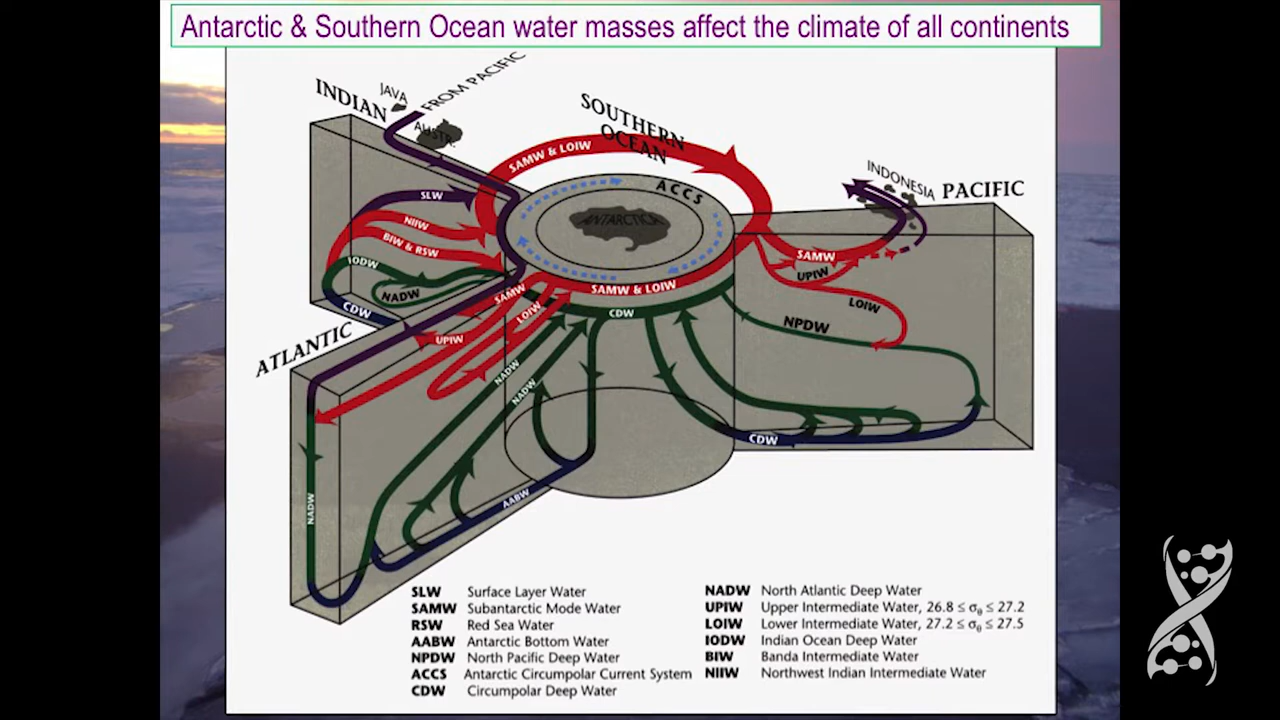 Antarctic & Southern Ocean water masses affect the climate of all continents
INDIAN
JAVA
FROM PACIFIC
AUSTR.
SOUTHERN
OCEAN
SAMW & LOIW
ACCS
ANTARCTICA
INDONESIA
PACIFIC
SLW
NIIW
BIW & RSW
IODW
NADW
CDW
SAMW
LOIW
UPIW
SAMW & LOIW
CDW
SAMW
UPIW
LOIW
NPDW
ATLANTIC
NADW
NADW
NADW
AABW
CDW
SLW Surface Layer Water
SAMW Subantarctic Mode Water
RSW Red Sea Water
AABW Antarctic Bottom Water
NPDW North Pacific Deep Water
ACCS Antarctic Circumpolar Current System
CDW Circumpolar Deep Water
NADW North Atlantic Deep Water
UPIW Upper Intermediate Water, 26.8 ≤ σθ ≤ 27.2
LOIW Lower Intermediate Water, 27.2 ≤ σθ ≤ 27.5
IODW Indian Ocean Deep Water
BIW Banda Intermediate Water
NIIW Northwest Indian Intermediate Water